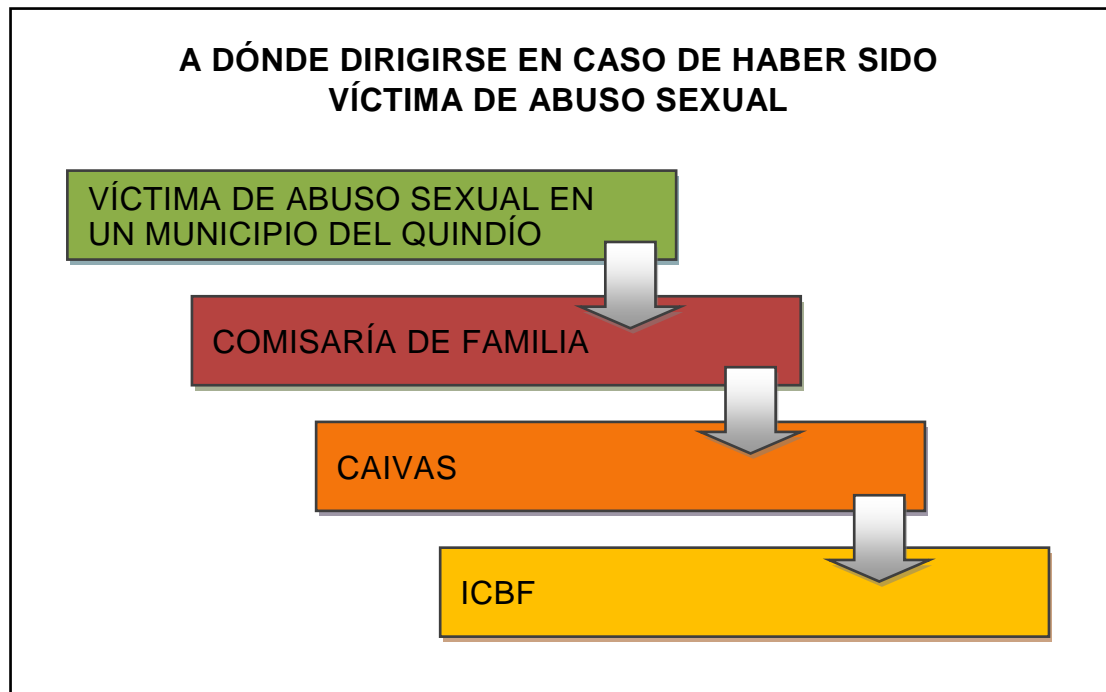 A DÓNDE DIRIGIRSE EN CASO DE HABER SIDO
VÍCTIMA DE ABUSO SEXUAL
VÍCTIMA DE ABUSO SEXUAL EN
UN MUNICIPIO DEL QUINDÍO
COMISARÍA DE FAMILIA
CAIVAS
ICBF